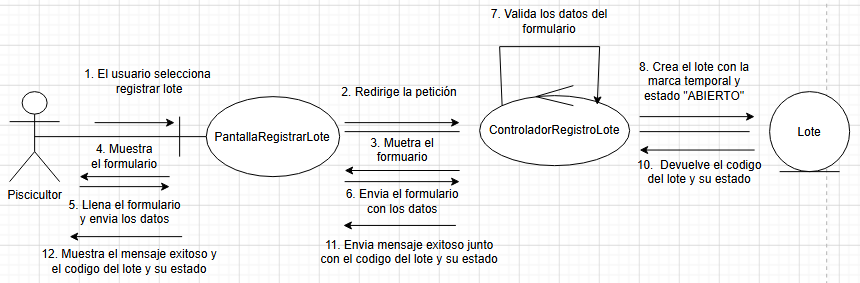 7. Valida los datos del
formulario
1. El usuario selecciona
registrar lote
2. Redirige la petición
8. Crea el lote con la
marca temporal y
estado "ABIERTO"
PantallaRegistrarLote
ControladorRegistroLote
Lote
4. Muestra
el formulario
3. Muetra el
formuario
10. Devuelve el codigo
del lote y su estado
Piscicultor
5. Llena el formulario
y envia los datos
6. Envia el formulario
con los datos
12. Muestra el mensaje exitoso y
el codigo del lote y su estado
11. Envia mensaje exitoso junto
con el codigo del lote y su estado